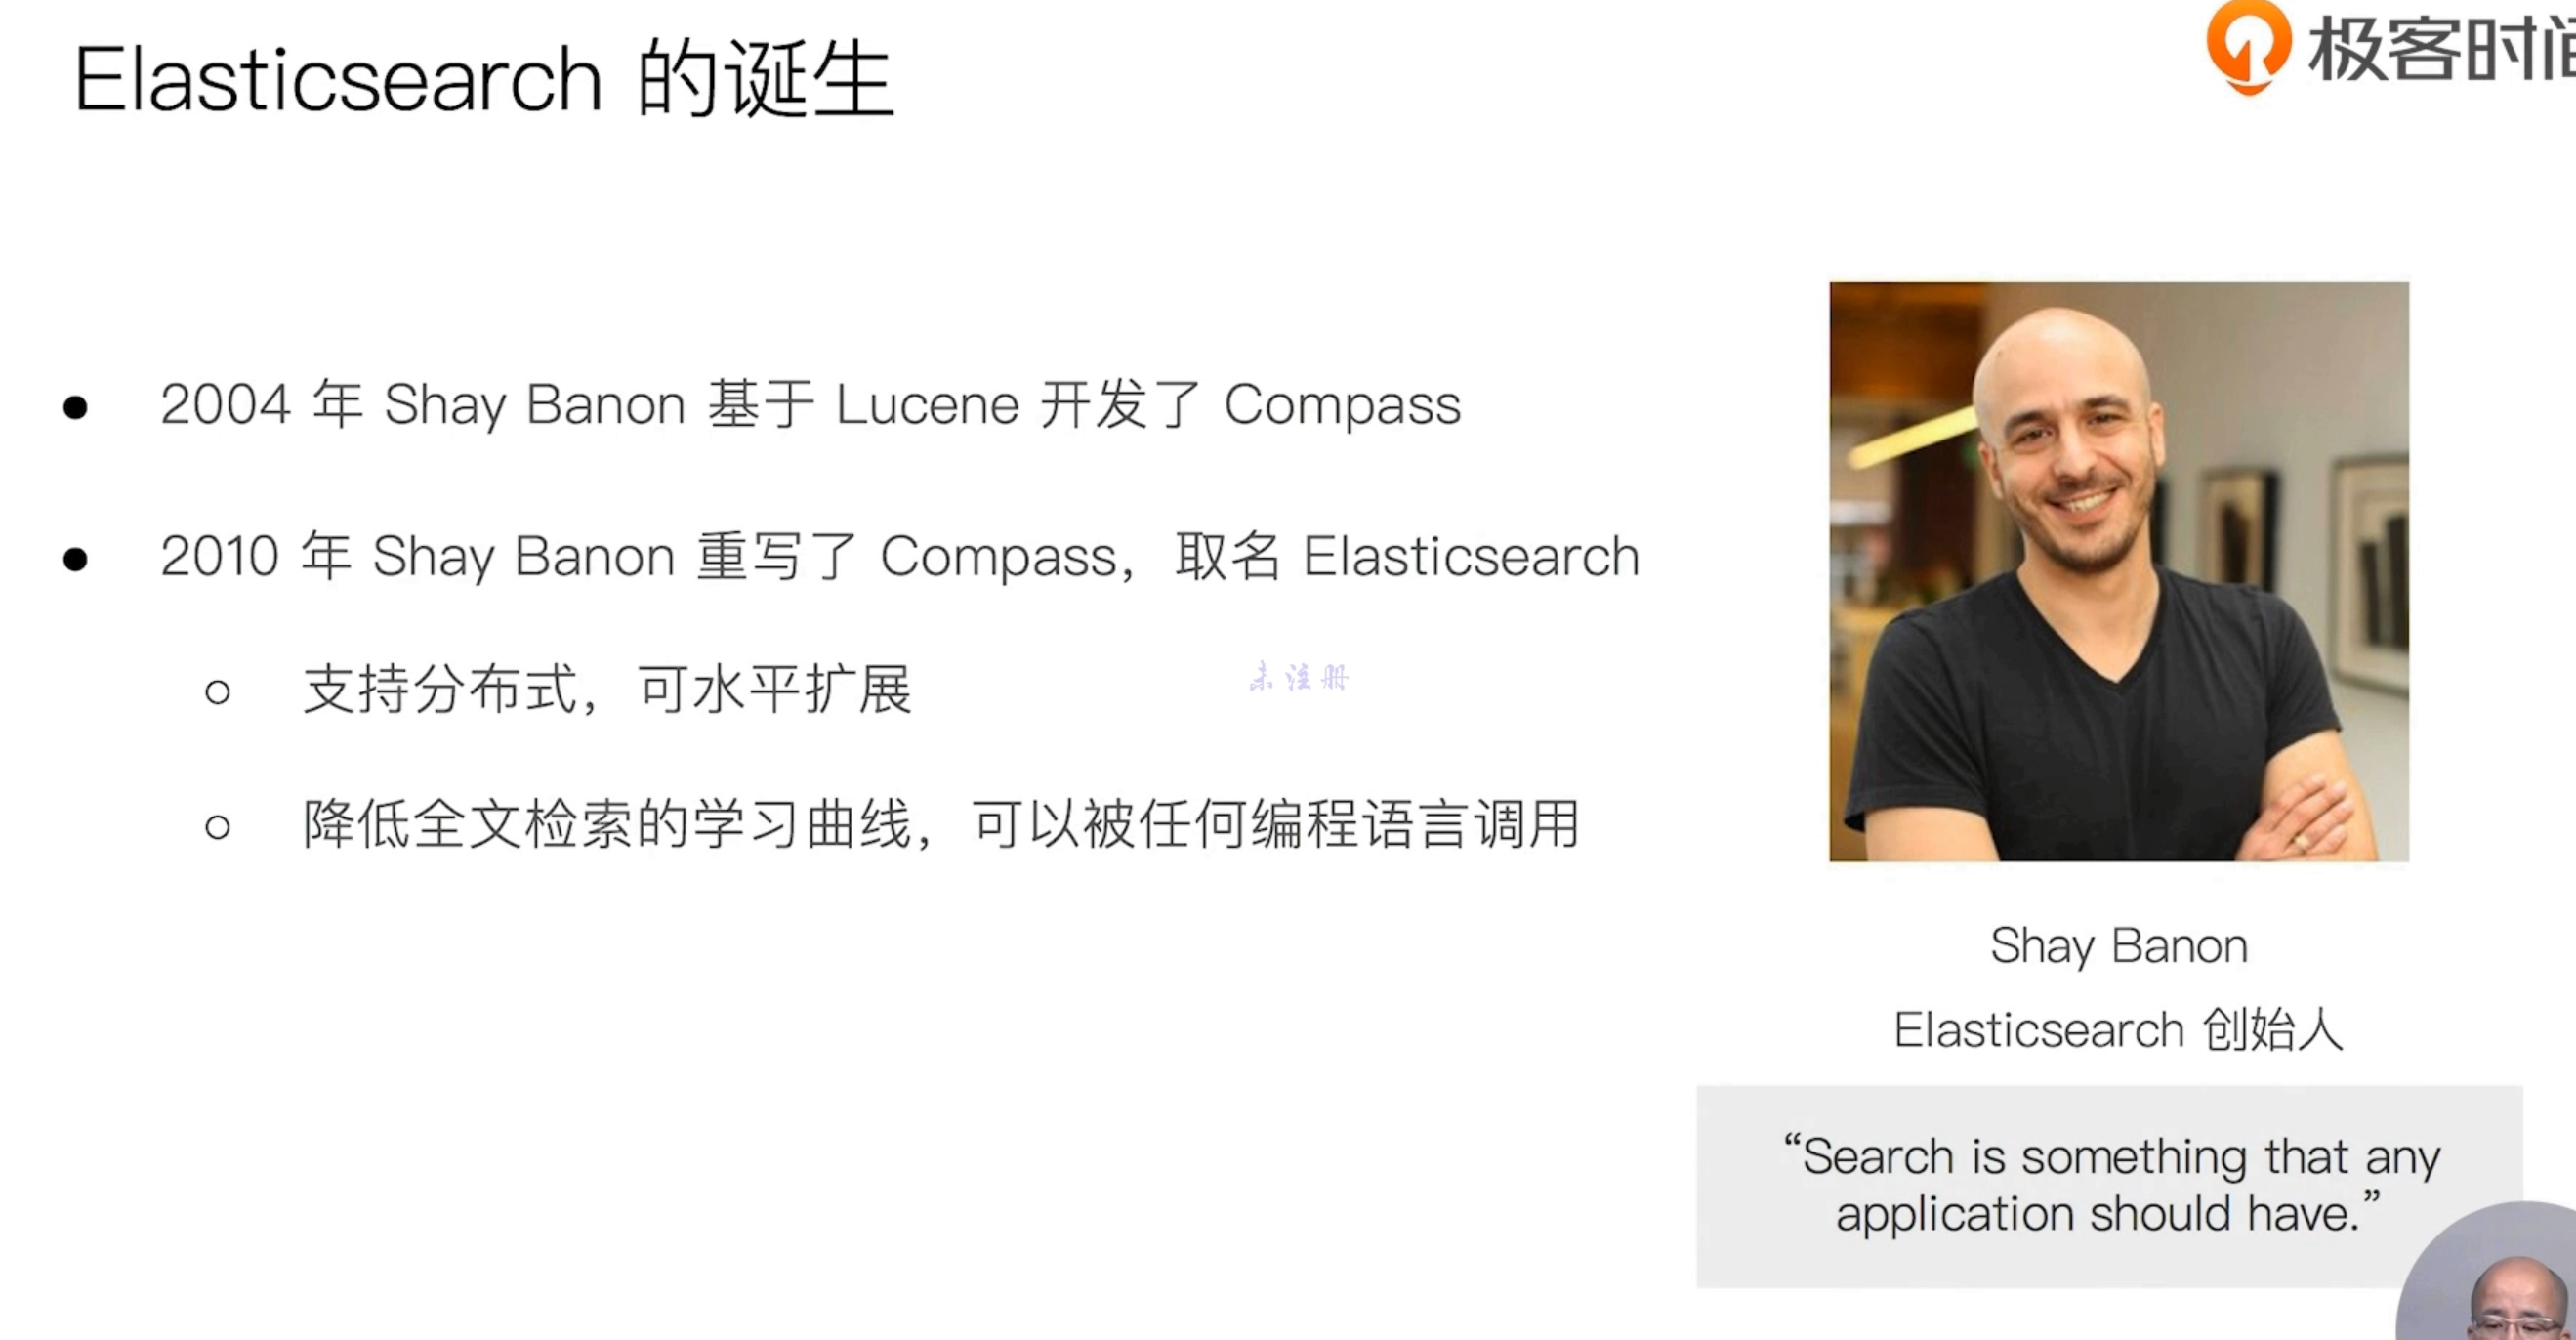 Elasticsearch 的诞生
极客时间
● 2004 年 Shay Banon 基于 Lucene 开发了 Compass
● 2010 年 Shay Banon 重写了 Compass，取名 Elasticsearch
○ 支持分布式，可水平扩展
未注册
○ 降低全文检索的学习曲线，可以被任何编程语言调用
Shay Banon
Elasticsearch 创始人
“Search is something that any
application should have.”